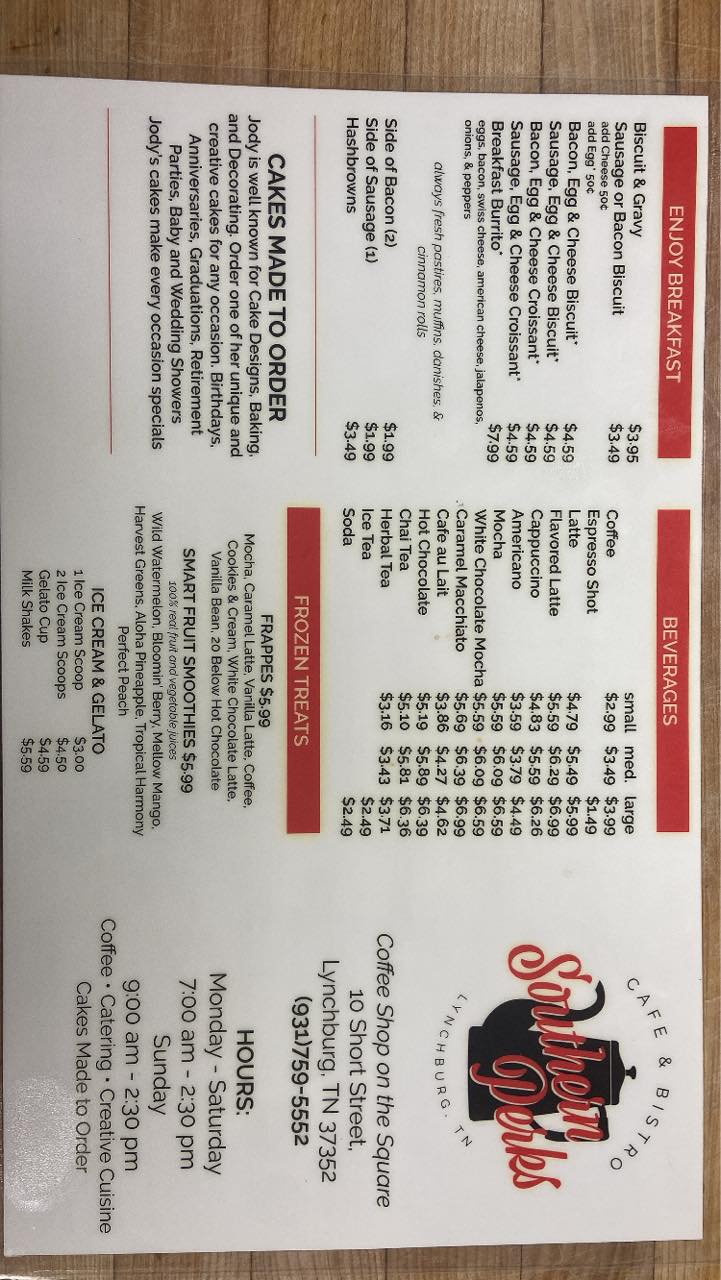 ENJOY BREAKFAST
Biscuit & Gravy $3.95
Sausage or Bacon Biscuit $3.49
add Cheese 50¢
add Egg* 50¢
Bacon, Egg & Cheese Biscuit* $4.59
Sausage, Egg & Cheese Biscuit* $4.59
Bacon, Egg & Cheese Croissant* $4.59
Sausage, Egg & Cheese Croissant* $4.59
Breakfast Burrito* $7.99
eggs, bacon, swiss cheese, american cheese, jalapenos,
onions, & peppers
always fresh pastires, muffins, danishes, &
cinnamon rolls
Side of Bacon (2) $1.99
Side of Sausage (1) $1.99
Hashbrowns $3.49
CAKES MADE TO ORDER
Jody is well known for Cake Designs, Baking,
and Decorating. Order one of her unique and
creative cakes for any occasion. Birthdays,
Anniversaries, Graduations, Retirement
Parties, Baby and Wedding Showers
Jody's cakes make every occasion specials
BEVERAGES
small med. large
Coffee $2.99 $3.49 $3.99
Espresso Shot $1.49
Latte $4.79 $5.49 $5.99
Flavored Latte $5.59 $6.29 $6.99
Cappuccino $4.83 $5.59 $6.26
Americano $3.59 $3.79 $4.49
Mocha $5.59 $6.09 $6.59
White Chocolate Mocha $5.59 $6.09 $6.59
Caramel Macchiato $5.69 $6.39 $6.99
Cafe au Lait $3.86 $4.27 $4.62
Hot Chocolate $5.19 $5.89 $6.39
Chai Tea $5.10 $5.81 $6.36
Herbal Tea $3.16 $3.43 $3.71
Ice Tea $2.49
Soda $2.49
FROZEN TREATS
FRAPPES $5.99
Mocha, Caramel Latte, Vanilla Latte, Coffee,
Cookies & Cream, White Chocolate Latte,
Vanilla Bean, 20 Below Hot Chocolate
SMART FRUIT SMOOTHIES $5.99
100% real fruit and vegetable juices
Wild Watermelon, Bloomin' Berry, Mellow Mango,
Harvest Greens, Aloha Pineapple, Tropical Harmony
Perfect Peach
ICE CREAM & GELATO
1 Ice Cream Scoop $3.00
2 Ice Cream Scoops $4.50
Gelato Cup $4.59
Milk Shakes $5.59
CAFE & BISTRO
Southern
Perks
LYNCHBURG, TN
Coffee Shop on the Square
10 Short Street,
Lynchburg, TN 37352
(931)759-5552
HOURS:
Monday - Saturday
7:00 am - 2:30 pm
Sunday
9:00 am - 2:30 pm
Coffee • Catering • Creative Cuisine
Cakes Made to Order